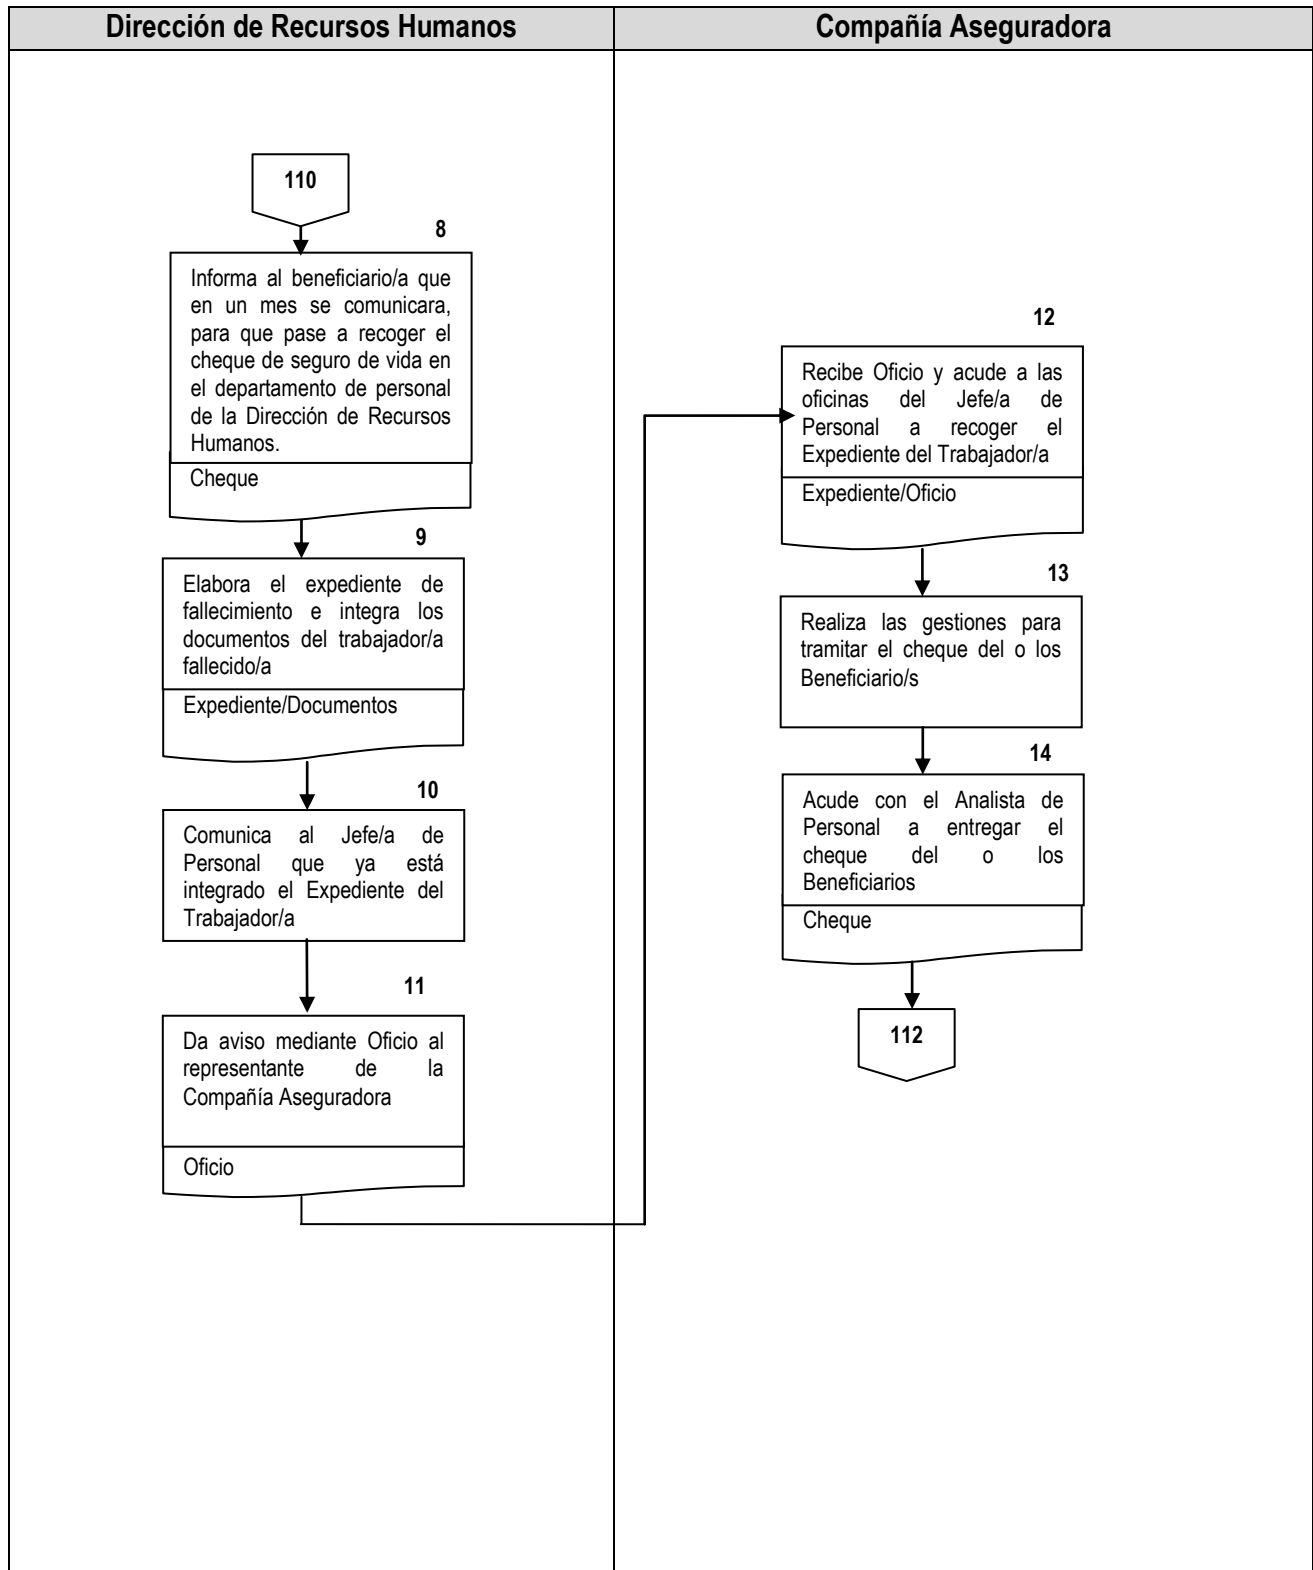 Dirección de Recursos Humanos
Compañía Aseguradora
110
8
Informa al beneficiario/a que
en un mes se comunicara,
para que pase a recoger el
cheque de seguro de vida en
el departamento de personal
de la Dirección de Recursos
Humanos.
Cheque
9
Elabora el expediente de
fallecimiento e integra los
documentos del trabajador/a
fallecido/a
Expediente/Documentos
10
Comunica al Jefe/a de
Personal que ya está
integrado el Expediente del
Trabajador/a
11
Da aviso mediante Oficio al
representante de la
Compañía Aseguradora
Oficio
12
Recibe Oficio y acude a las
oficinas del Jefe/a de
Personal a recoger el
Expediente del Trabajador/a
Expediente/Oficio
13
Realiza las gestiones para
tramitar el cheque del o los
Beneficiario/s
14
Acude con el Analista de
Personal a entregar el
cheque del o los
Beneficiarios
Cheque
112